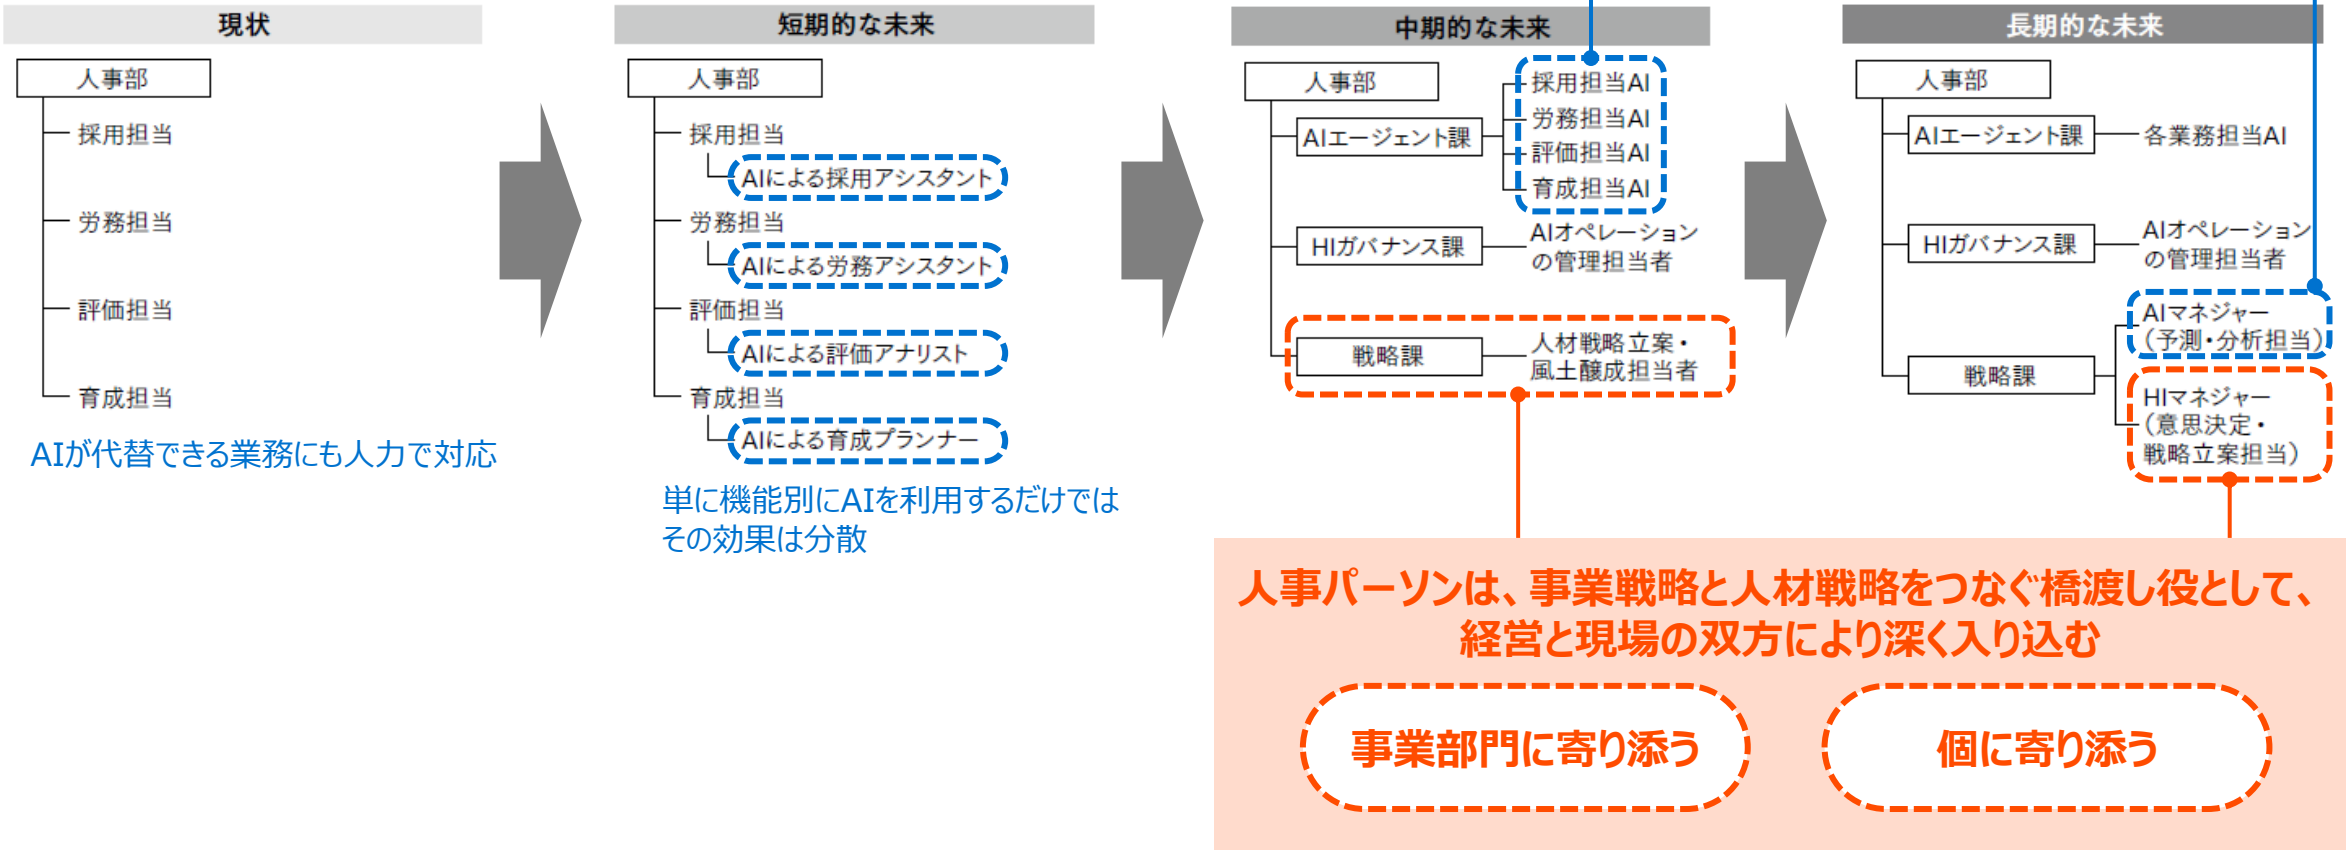 現状
人事部
採用担当
労務担当
評価担当
育成担当
AIが代替できる業務にも人力で対応
短期的な未来
人事部
採用担当
AIによる採用アシスタント
労務担当
AIによる労務アシスタント
評価担当
AIによる評価アナリスト
育成担当
AIによる育成プランナー
単に機能別にAIを利用するだけでは
その効果は分散
中期的な未来
人事部
AIエージェント課
採用担当AI
労務担当AI
評価担当AI
育成担当AI
HIガバナンス課
AIオペレーション
の管理担当者
戦略課
人材戦略立案・
風土醸成担当者
長期的な未来
人事部
AIエージェント課
各業務担当AI
HIガバナンス課
AIオペレーション
の管理担当者
戦略課
AIマネジャー
（予測・分析担当）
HIマネジャー
（意思決定・
戦略立案担当）
人事パーソンは、事業戦略と人材戦略をつなぐ橋渡し役として、
経営と現場の双方により深く入り込む
事業部門に寄り添う
個に寄り添う